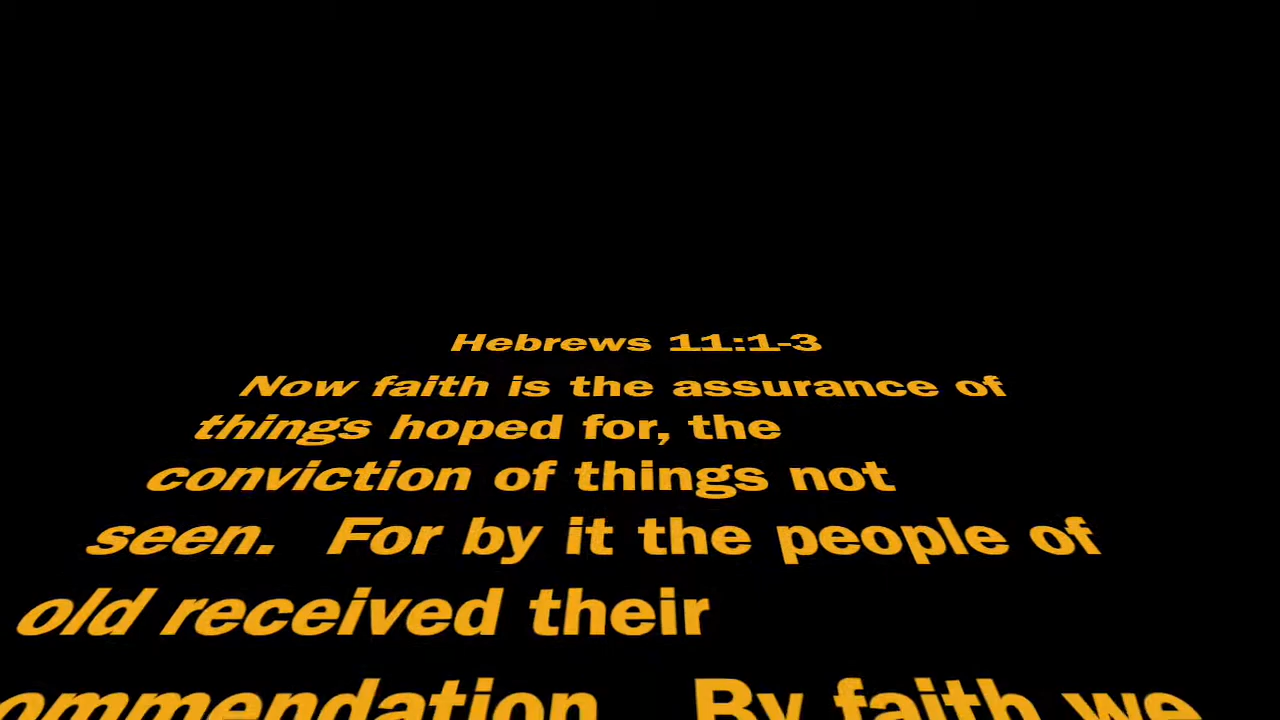 Hebrews 11:1-3
Now faith is the assurance of
things hoped for, the
conviction of things not
seen. For by it the people of
old received their
ommendation. By faith we